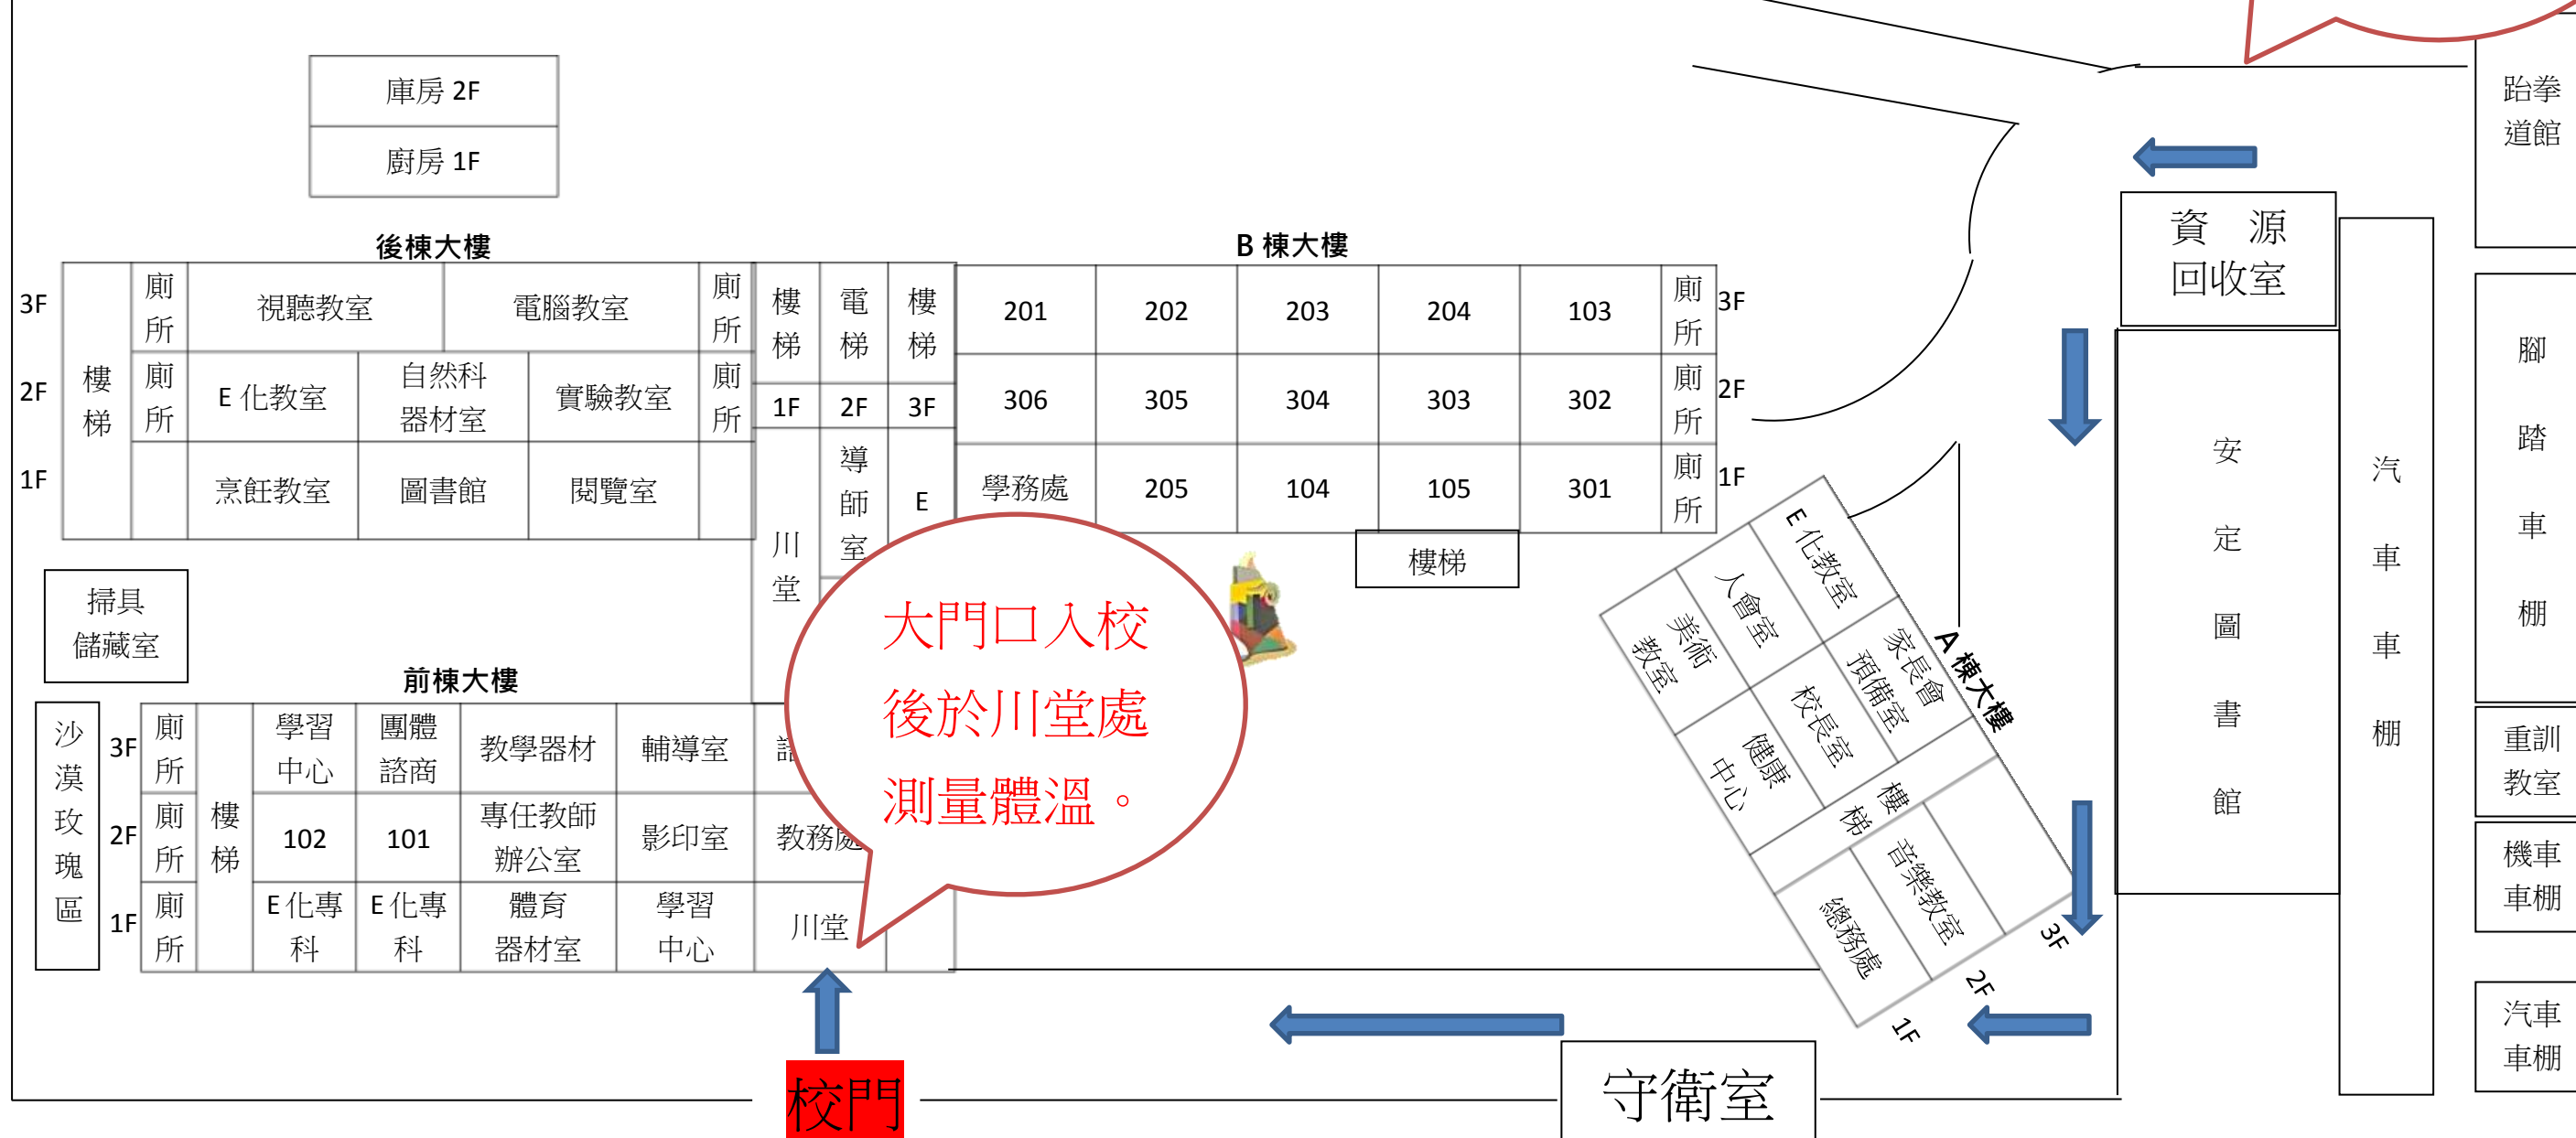 庫房 2F
廚房 1F
跆拳
道館
資 源
回收室
後棟大樓
B 棟大樓
3F
廁所
視聽教室
電腦教室
廁所
樓梯
電梯
樓梯
201
202
203
204
103
廁所
3F
2F
樓梯
廁所
E 化教室
自然科
器材室
實驗教室
廁所
1F
2F
3F
306
305
304
303
302
廁所
2F
1F
烹飪教室
圖書館
閱覽室
川堂
導師室
E
學務處
205
104
105
301
廁所
1F
樓梯
掃具
儲藏室
大門口入校
後於川堂處
測量體溫。
前棟大樓
沙漠玫瑰區
3F
廁所
樓梯
學習
中心
團體
諮商
教學器材
輔導室
2F
廁所
102
101
專任教師
辦公室
影印室
教務處
1F
廁所
E 化專
科
E 化專
科
體育
器材室
學習
中心
川堂
A 棟大樓
E 化教室
人會室
美術
教室
家長會
預備室
校長室
健康
中心
樓梯
音樂教室
總務處
3F
2F
1F
安定圖書館
汽車車棚
腳踏車棚
重訓
教室
機車
車棚
汽車
車棚
校門
守衛室